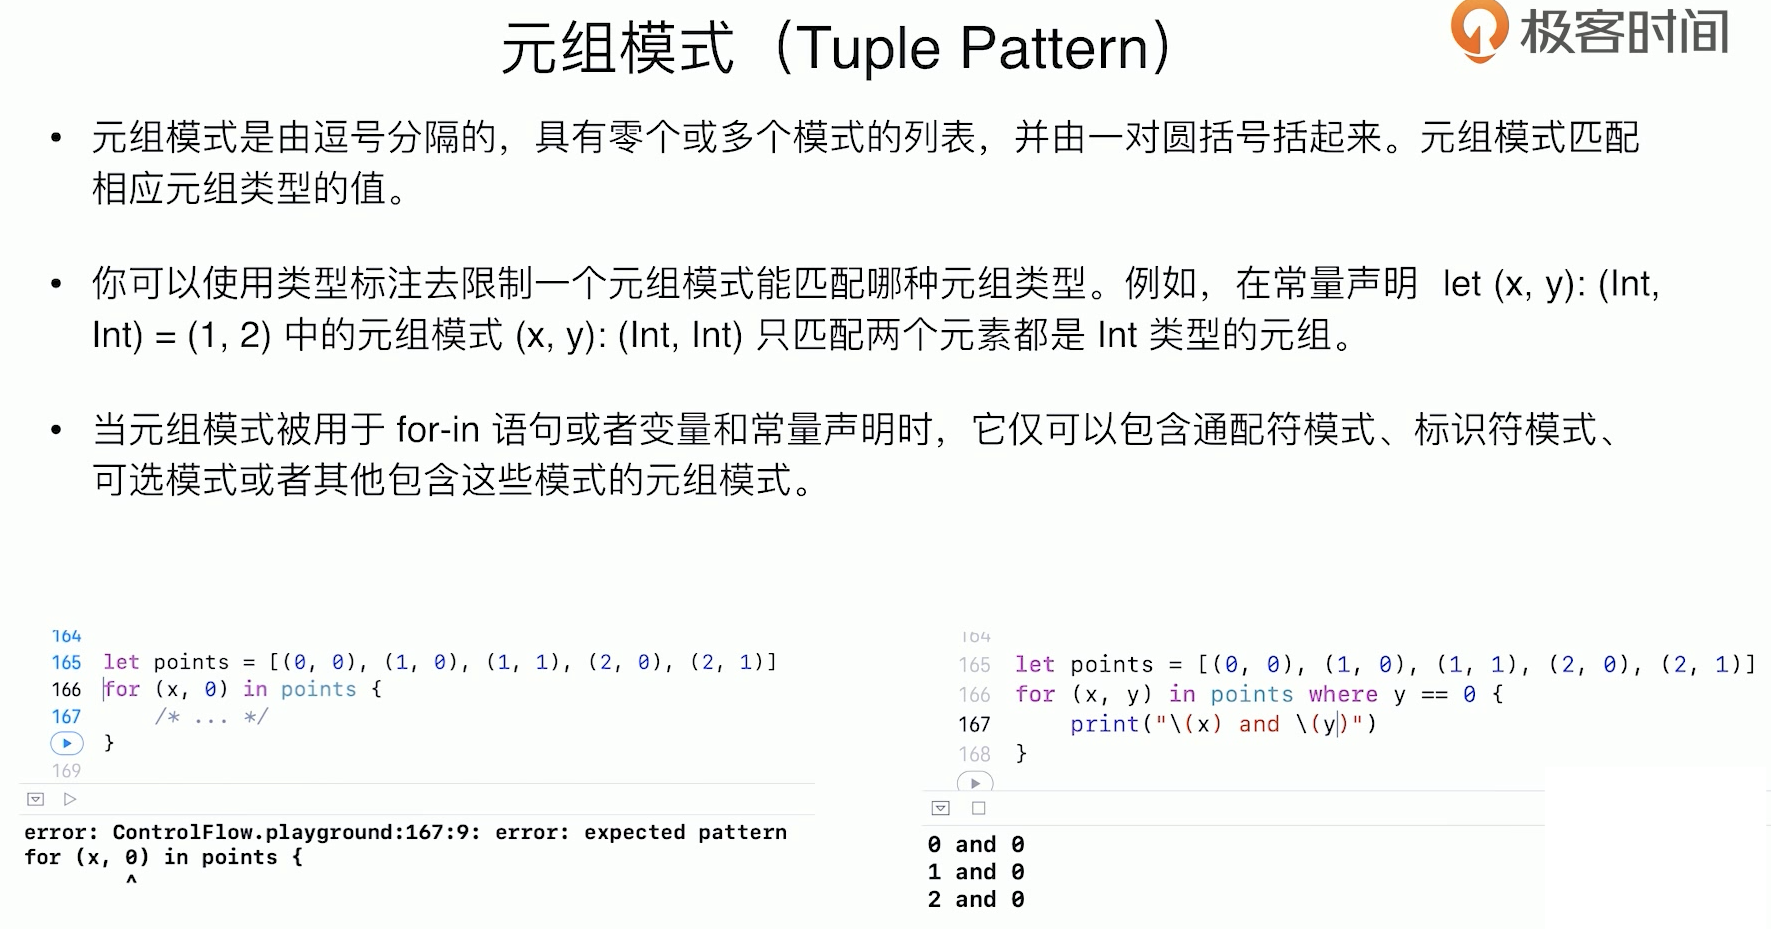 元组模式（Tuple Pattern）
极客时间
• 元组模式是由逗号分隔的，具有零个或多个模式的列表，并由一对圆括号括起来。元组模式匹配
相应元组类型的值。
• 你可以使用类型标注去限制一个元组模式能匹配哪种元组类型。例如，在常量声明 let (x, y): (Int,
Int) = (1, 2) 中的元组模式 (x, y): (Int, Int) 只匹配两个元素都是 Int 类型的元组。
• 当元组模式被用于 for-in 语句或者变量和常量声明时，它仅可以包含通配符模式、标识符模式、
可选模式或者其他包含这些模式的元组模式。
164
165 let points = [(0, 0), (1, 0), (1, 1), (2, 0), (2, 1)]
166 for (x, 0) in points {
167 /* ... */
}
169
error: ControlFlow.playground:167:9: error: expected pattern
for (x, 0) in points {
^
164
165 let points = [(0, 0), (1, 0), (1, 1), (2, 0), (2, 1)]
166 for (x, y) in points where y == 0 {
167 print("\(x) and \(y)")
168 }
0 and 0
1 and 0
2 and 0